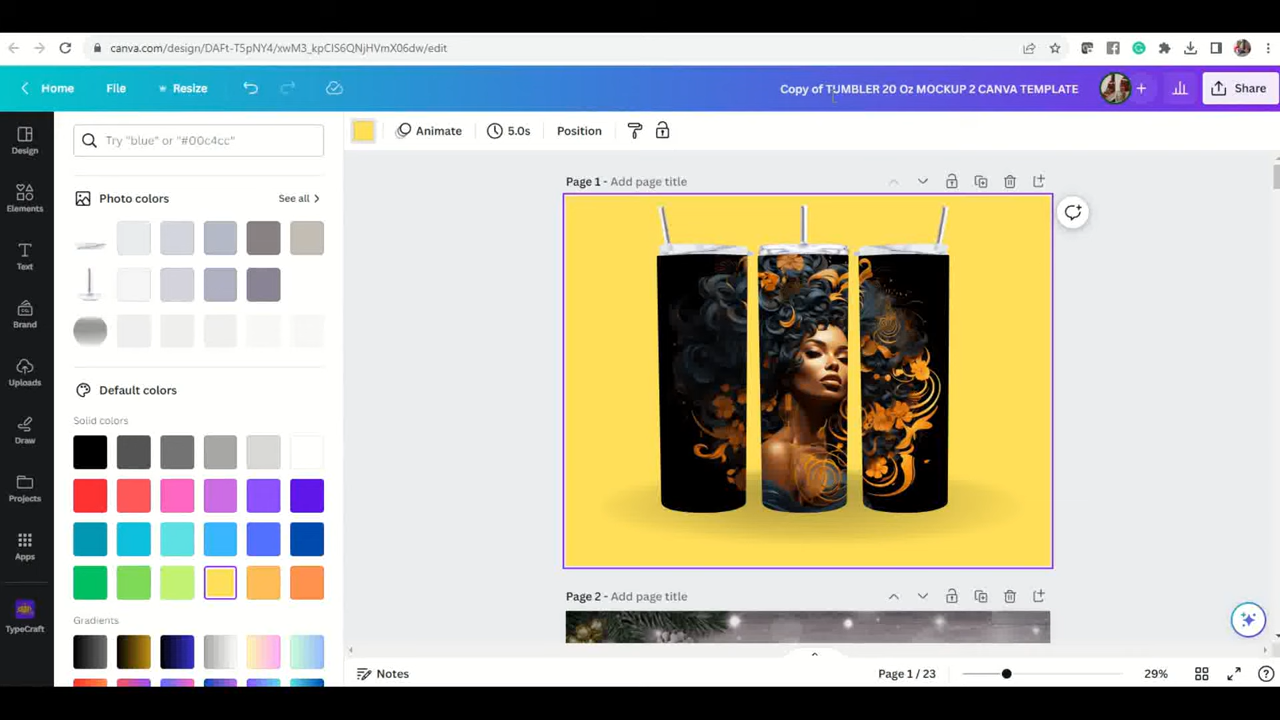 canva.com/design/DAFt-T5pNY4/xwM3_kpCIS6QNjHVmX06dw/edit
Home
File
Resize
Copy of TUMBLER 20 Oz MOCKUP 2 CANVA TEMPLATE
Share
Design
Elements
Text
Brand
Uploads
Draw
Projects
Apps
TypeCraft
Try "blue" or "#00c4cc"
Photo colors
See all
Default colors
Solid colors
Gradients
Animate
5.0s
Position
Page 1 - Add page title
Page 2 - Add page title
Notes
Page 1 / 23
29%